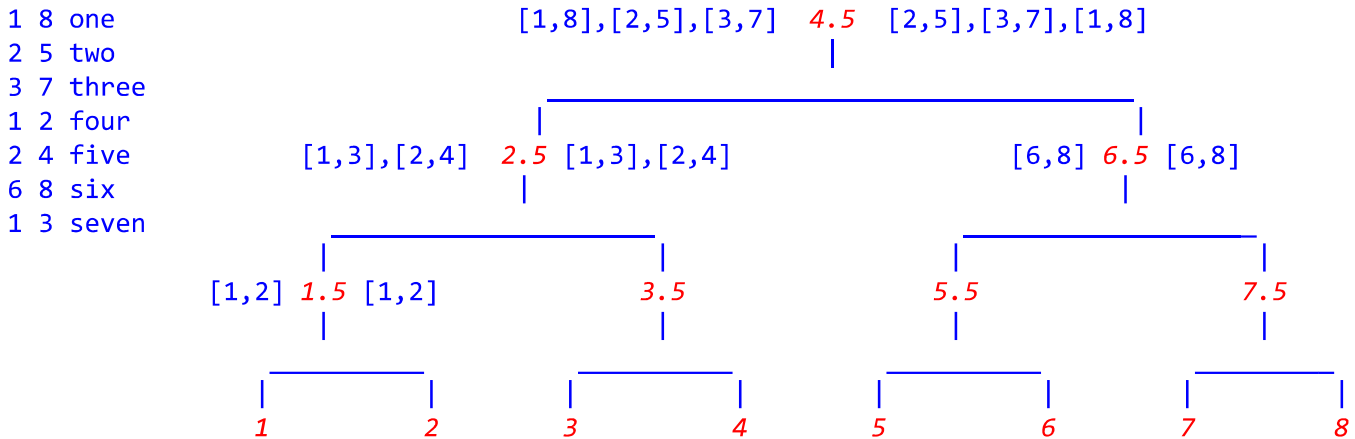 1 8 one [1,8],[2,5],[3,7] 4.5 [2,5],[3,7],[1,8]
2 5 two
3 7 three
1 2 four
2 4 five [1,3],[2,4] 2.5 [1,3],[2,4] [6,8] 6.5 [6,8]
6 8 six
1 3 seven
[1,2] 1.5 [1,2] 3.5 5.5 7.5
1 2 3 4 5 6 7 8